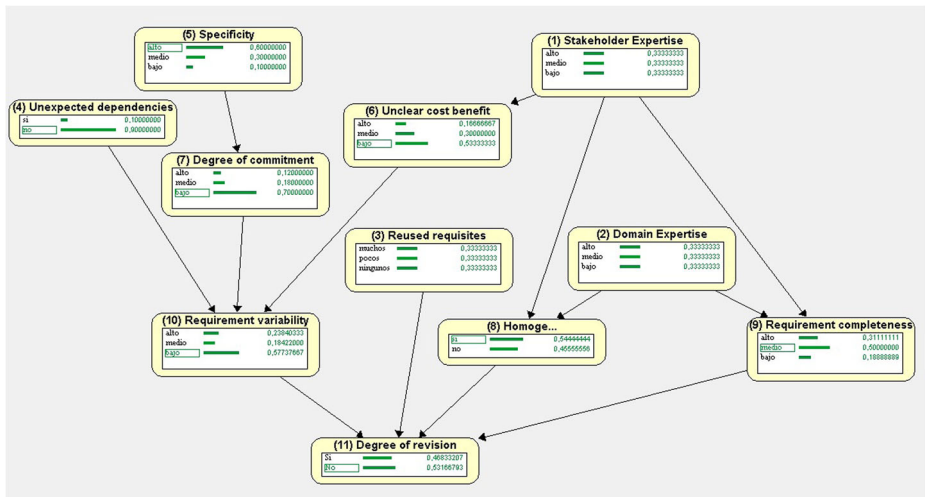 (5) Specificity
alto 0,60000000
medio 0,30000000
bajo 0,10000000
(1) Stakeholder Expertise
alto 0,33333333
medio 0,33333333
bajo 0,33333333
(4) Unexpected dependencies
si 0,10000000
no 0,90000000
(6) Unclear cost benefit
alto 0,16666667
medio 0,30000000
bajo 0,53333333
(7) Degree of commitment
alto 0,12000000
medio 0,18000000
bajo 0,70000000
(3) Reused requisites
muchos 0,33333333
pocos 0,33333333
ningunos 0,33333333
(2) Domain Expertise
alto 0,33333333
medio 0,33333333
bajo 0,33333333
(10) Requirement variability
alto 0,23840333
medio 0,18422000
bajo 0,57737667
(8) Homoge...
si 0,54444444
no 0,45555556
(9) Requirement completeness
alto 0,31111111
medio 0,50000000
bajo 0,18888889
(11) Degree of revision
Si 0,46833207
No 0,53166793